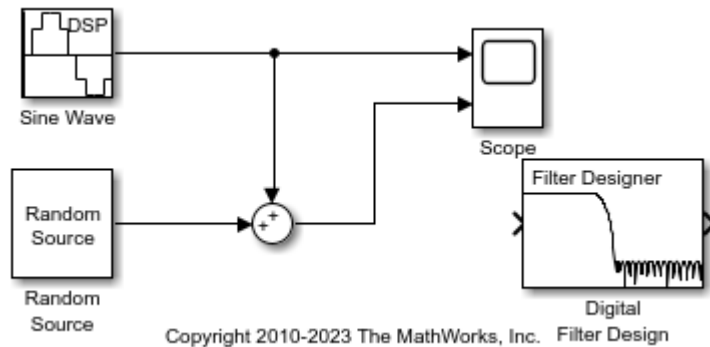 DSP
Sine Wave
Scope
Filter Designer
Random
Source
+
+
Random
Source
Digital
Filter Design
Copyright 2010-2023 The MathWorks, Inc.